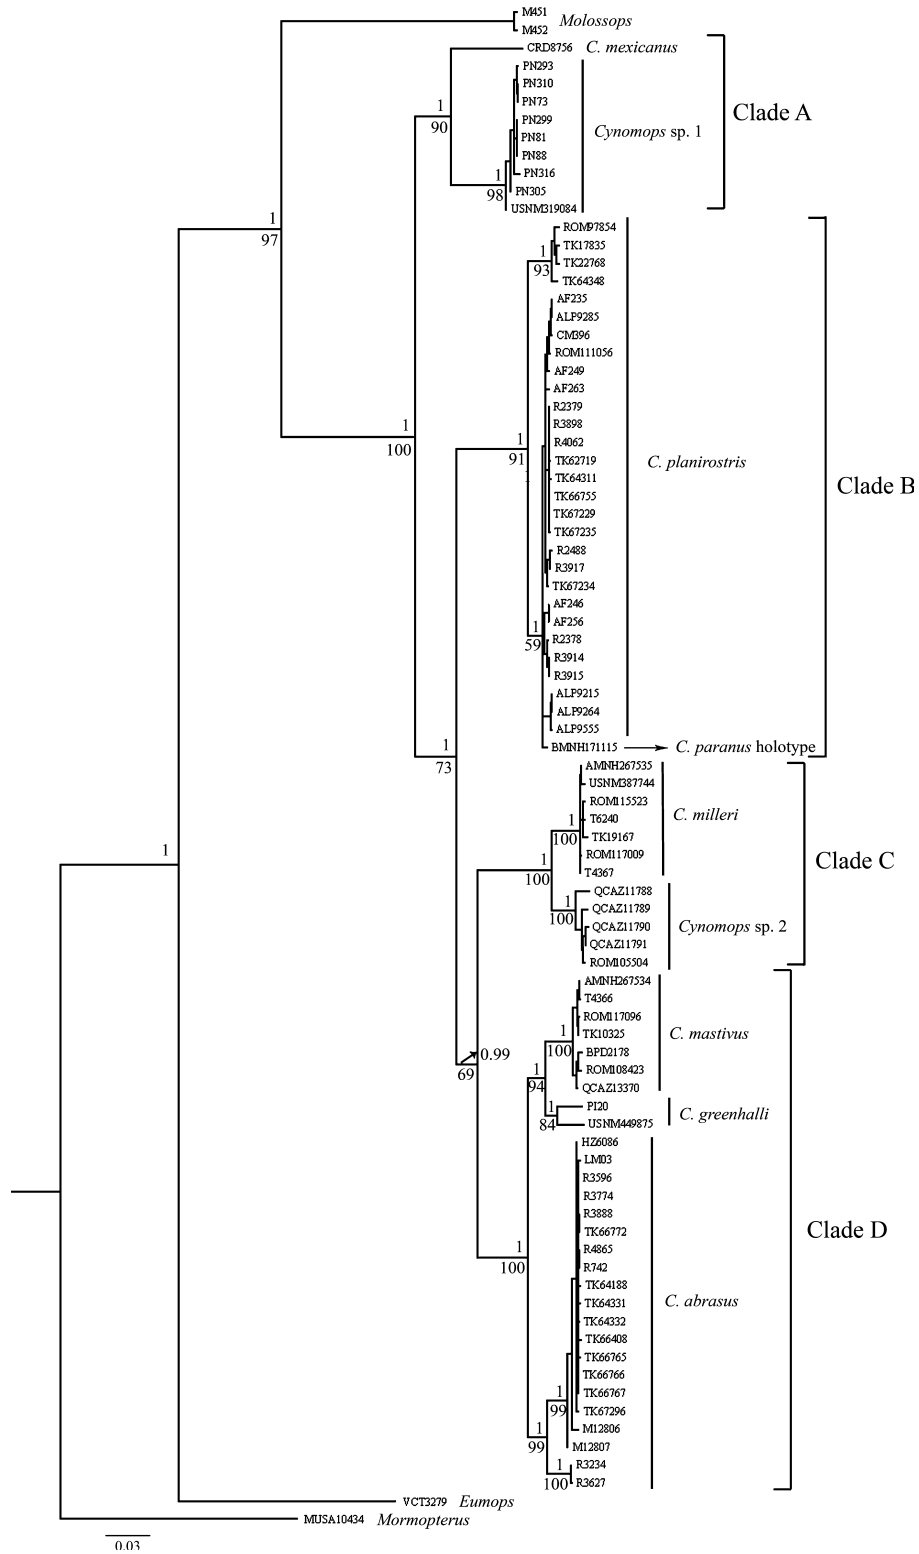 M451
Molossops
M452
CRD8756
C. mexicanus
PN293
PN310
PN73
PN299
PN81
PN88
PN316
PN305
USNM319084
Cynomops sp. 1
Clade A
1
90
1
98
1
97
ROM97854
TK17835
TK22768
TK64348
1
93
AF235
ALP9285
CM396
ROM111056
AF249
AF263
R2379
R3898
R4062
TK62719
TK64311
TK66755
TK67229
TK67235
R2488
R3917
TK67234
AF246
AF256
R2378
R3914
R3915
ALP9215
ALP9264
ALP9555
BMNH171115
C. paranus holotype
C. planirostris
Clade B
1
100
1
91
1
1
59
1
73
AMNH267535
USNM387744
ROM115523
T6240
TK19167
ROM117009
T4367
C. milleri
1
100
1
100
1
100
QCAZ11788
QCAZ11789
QCAZ11790
QCAZ11791
ROM105504
Cynomops sp. 2
Clade C
1
AMNH267534
T4366
ROM117096
TK10325
BPD2178
ROM108423
QCAZ13370
C. mastivus
1
100
0.99
69
1
94
PI20
USNM449875
C. greenhalli
1
84
HZ6086
LM03
R3596
R3774
R3888
TK66772
R4865
R742
TK64188
TK64331
TK64332
TK66408
TK66765
TK66766
TK66767
TK67296
M12806
M12807
R3234
R3627
C. abrasus
Clade D
1
100
1
99
1
99
1
100
VCT3279
Eumops
MUSA10434
Mormopterus
0.03